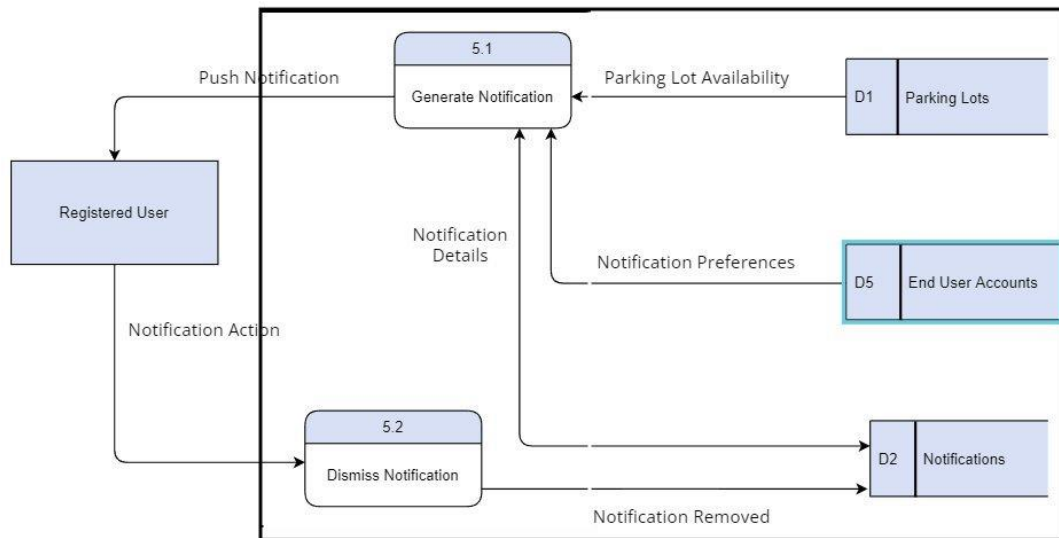 5.1
Push Notification
Generate Notification
Parking Lot Availability
D1
Parking Lots
Registered User
Notification
Details
Notification Preferences
D5
End User Accounts
Notification Action
5.2
Dismiss Notification
D2
Notifications
Notification Removed